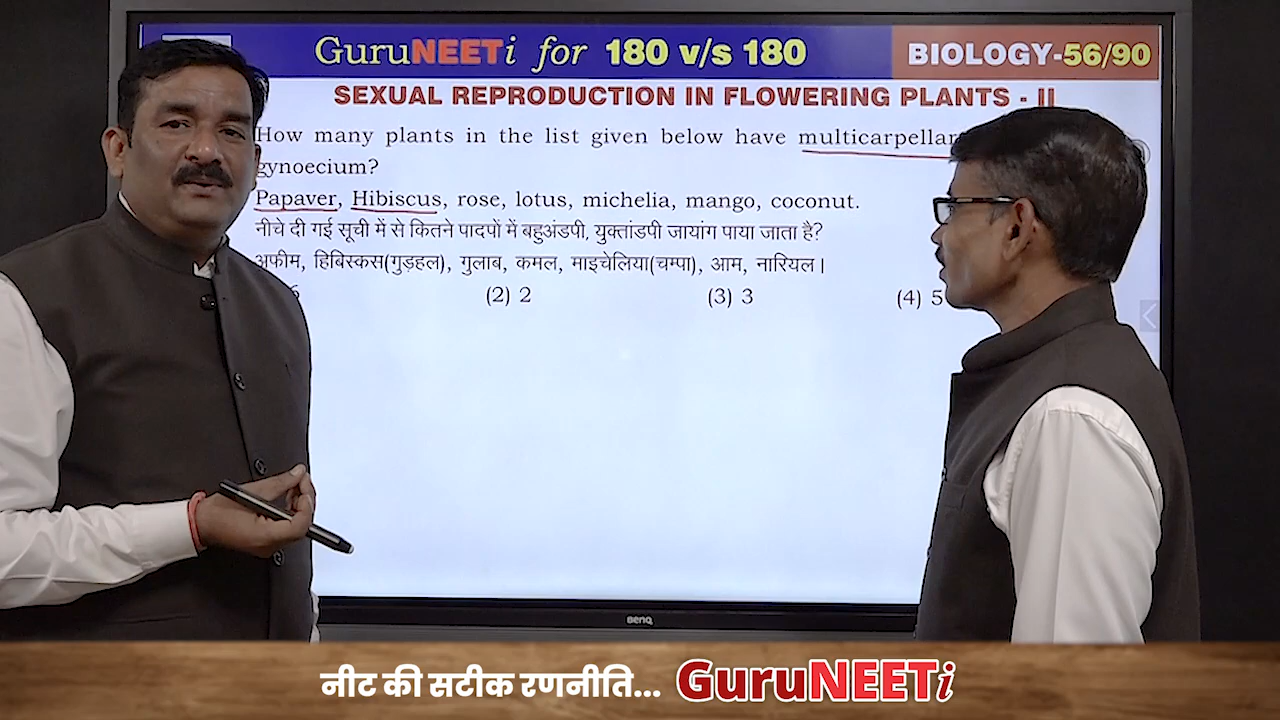 GuruNEETi for 180 v/s 180
BIOLOGY-56/90
SEXUAL REPRODUCTION IN FLOWERING PLANTS - II
How many plants in the list given below have
gynoecium?
Papaver, Hibiscus, rose, lotus, michelia, mango, coconut.
नीचे दी गई सूची में से कितने पादपों में बहुअंडपी, युक्तांडपी जायांग पाया जाता है?
अफीम, हिबिस्कस(गुड़हल), गुलाब, कमल, माइचेलिया(चम्पा), आम, नारियल।
6 (2) 2 (3) 3 (4) 5
BenQ
नीट की सटीक रणनीति... GuruNEETi